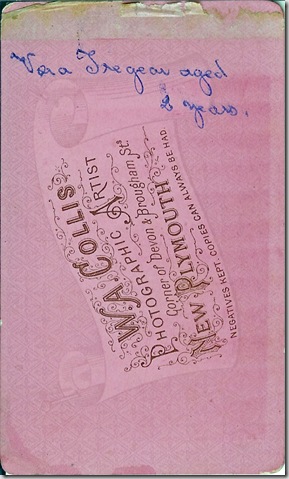 Vera Tregear aged
2 years.
W.A. COLLIS,
PHOTOGRAPHIC ARTIST
Corner of Devon & Brougham Sts
NEW PLYMOUTH
NEGATIVES KEPT, COPIES CAN ALWAYS BE HAD